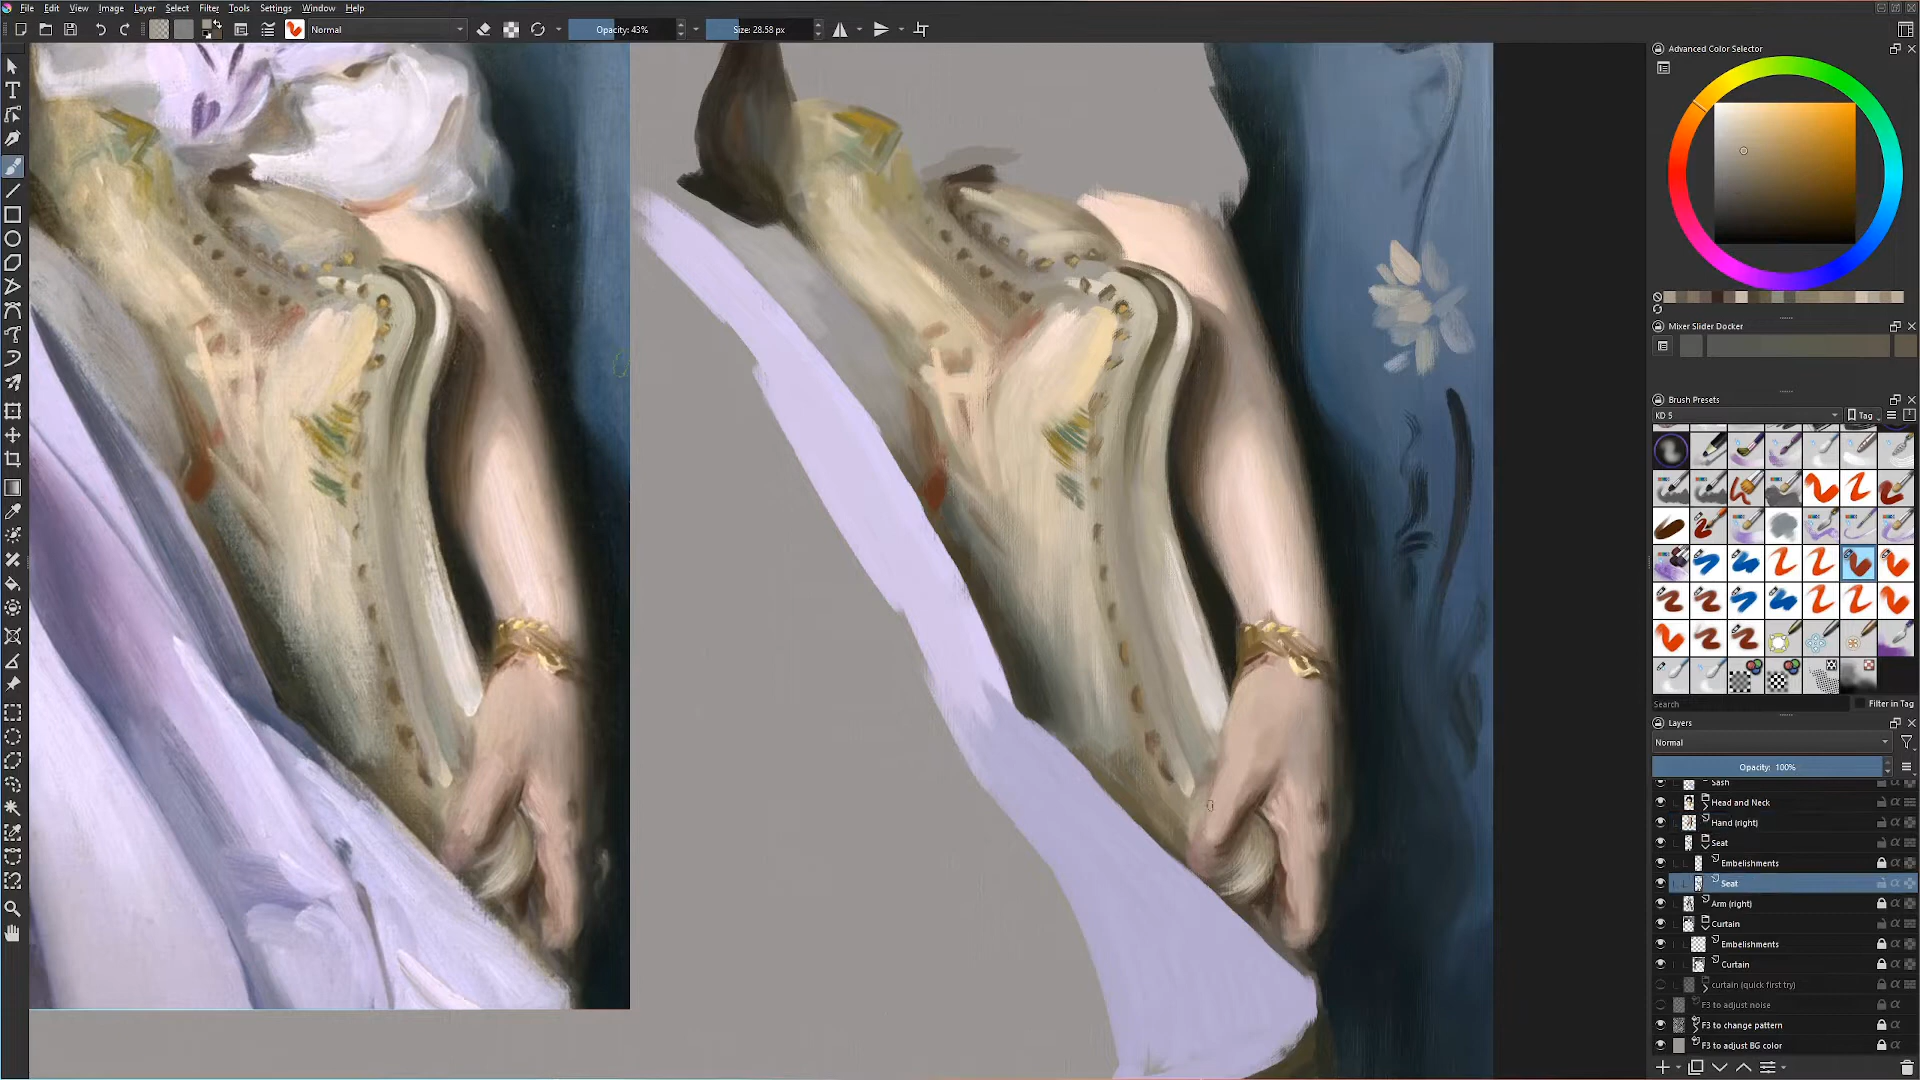 File Edit View Image Layer Select Filter Tools Settings Window Help
Normal
Opacity: 43%
Size: 28.58 px
Advanced Color Selector
Mixer Slider Docker
Brush Presets
KD 5
Tag
Search
Filter in Tag
Layers
Normal
Opacity: 100%
Sash
Head and Neck
Hand (right)
Seat
Embelishments
Seat
Arm (right)
Curtain
Embelishments
Curtain
curtain (quick first try)
F3 to adjust noise
F3 to change pattern
F3 to adjust BG color